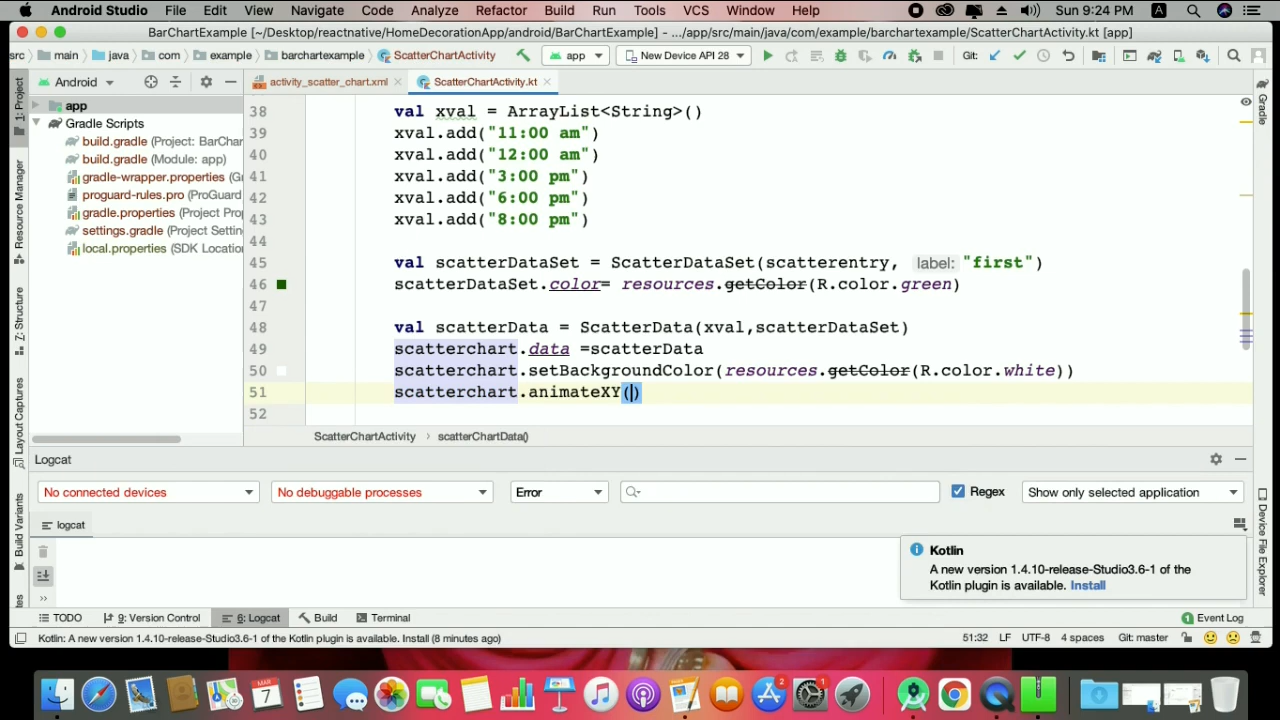 Android Studio File Edit View Navigate Code Analyze Refactor Build Run Tools VCS Window Help Sun 9:24 PM A
BarChartExample [~/Desktop/reactnative/HomeDecorationApp/android/BarChartExample] - .../app/src/main/java/com/example/barchartexample/ScatterChartActivity.kt [app]
src main java com example barchartexample ScatterChartActivity app New Device API 28 Git:
Android activity_scatter_chart.xml ScatterChartActivity.kt
1: Project
Resource Manager
Z: Structure
Layout Captures
Build Variants
Gradle
Device File Explorer
app
Gradle Scripts
build.gradle (Project: BarChar
build.gradle (Module: app)
gradle-wrapper.properties (Gr
proguard-rules.pro (ProGuard
gradle.properties (Project Prop
settings.gradle (Project Settin
local.properties (SDK Locatio
38 val xval = ArrayList<String>()
39 xval.add("11:00 am")
40 xval.add("12:00 am")
41 xval.add("3:00 pm")
42 xval.add("6:00 pm")
43 xval.add("8:00 pm")
44
45 val scatterDataSet = ScatterDataSet(scatterentry, label: "first")
46 scatterDataSet.color= resources.getColor(R.color.green)
47
48 val scatterData = ScatterData(xval,scatterDataSet)
49 scatterchart.data =scatterData
50 scatterchart.setBackgroundColor(resources.getColor(R.color.white))
51 scatterchart.animateXY()
52
ScatterChartActivity › scatterChartData()
Logcat
No connected devices No debuggable processes Error Regex Show only selected application
logcat
Kotlin
A new version 1.4.10-release-Studio3.6-1 of the
Kotlin plugin is available. Install
TODO 9: Version Control 6: Logcat Build Terminal 1 Event Log
Kotlin: A new version 1.4.10-release-Studio3.6-1 of the Kotlin plugin is available. Install (8 minutes ago) 51:32 LF UTF-8 4 spaces Git: master
MAR 7 2 1